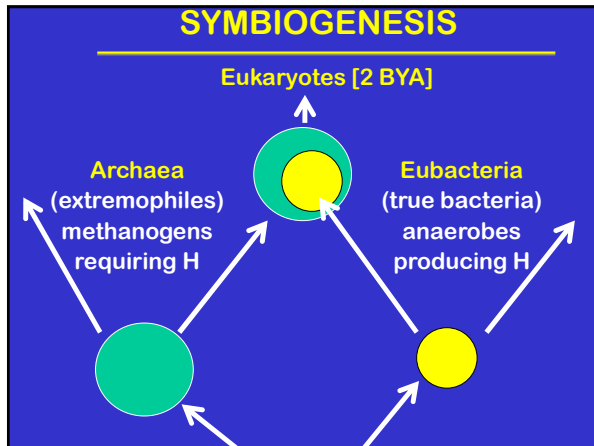 SYMBIOGENESIS
Eukaryotes [2 BYA]
Archaea
(extremophiles)
methanogens
requiring H
Eubacteria
(true bacteria)
anaerobes
producing H